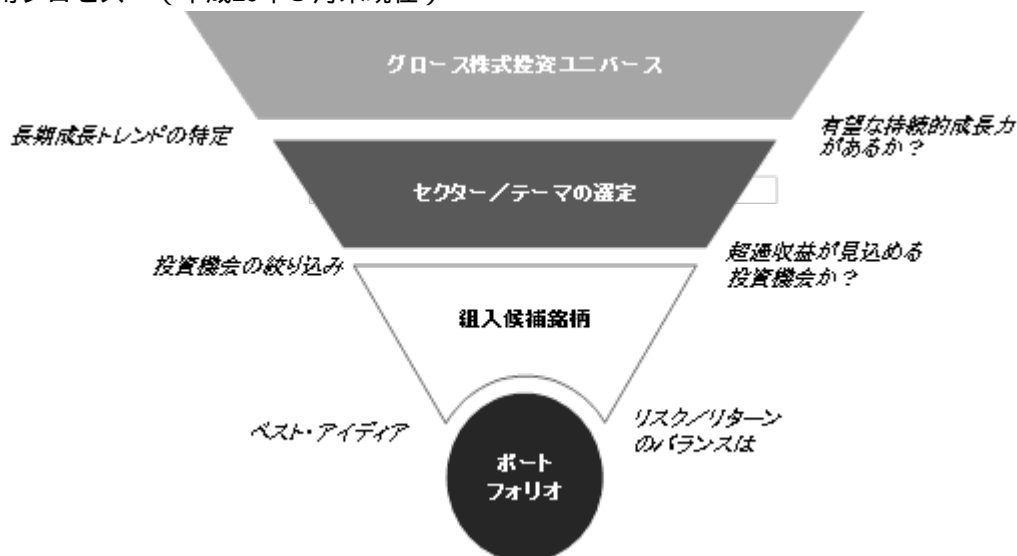 グロース株式投資ユニバース
長期成長トレンドの特定
有望な持続的成長力
があるか？
セクター／テーマの選定
投資機会の絞り込み
超過収益が見込める
投資機会か？
組入候補銘柄
ベスト・アイディア
リスク／リターン
のバランスは
ポート
フォリオ